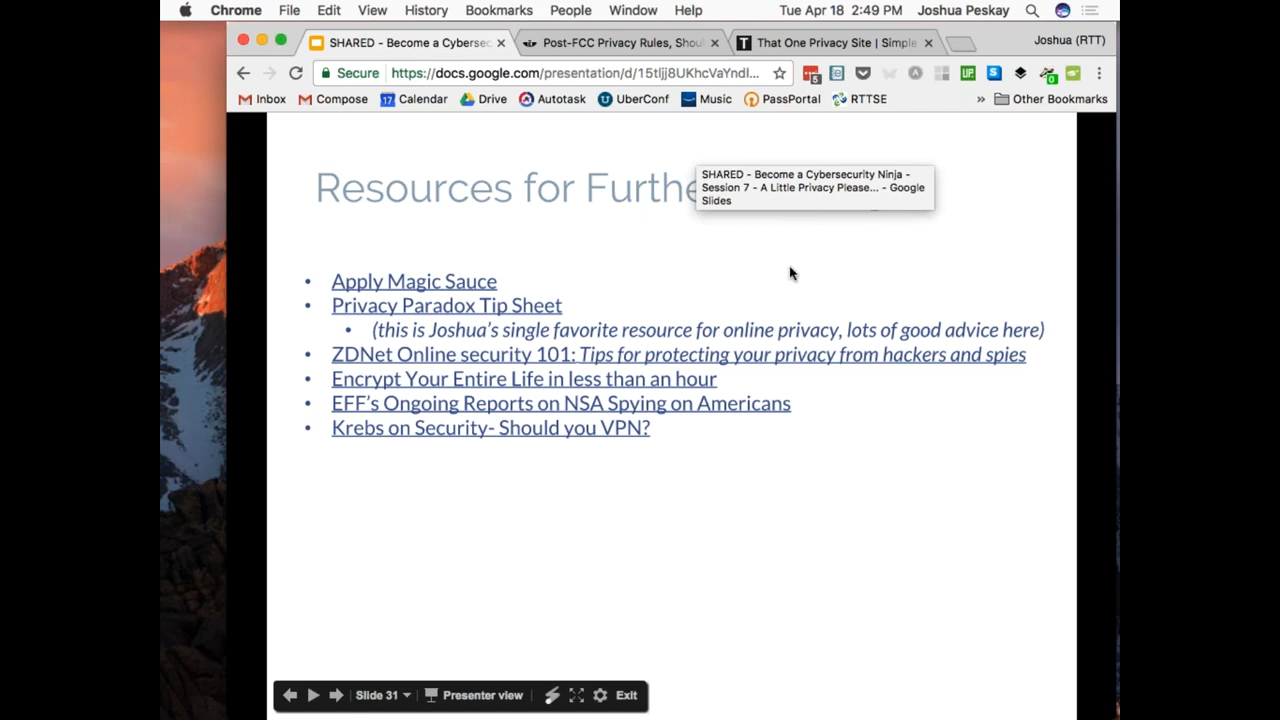 Chrome File Edit View History Bookmarks People Window Help Tue Apr 18 2:49 PM Joshua Peskay
SHARED - Become a Cybersec Post-FCC Privacy Rules, Shou That One Privacy Site | Simple Joshua (RTT)
Secure https://docs.google.com/presentation/d/15tljj8UKhcVaYndl... 5 UP S 0
Inbox Compose 17 Calendar Drive Autotask UberConf Music PassPortal RTTSE » Other Bookmarks
Resources for Furthe
SHARED - Become a Cybersecurity Ninja -
Session 7 - A Little Privacy Please... - Google
Slides
• Apply Magic Sauce
• Privacy Paradox Tip Sheet
• (this is Joshua's single favorite resource for online privacy, lots of good advice here)
• ZDNet Online security 101: Tips for protecting your privacy from hackers and spies
• Encrypt Your Entire Life in less than an hour
• EFF's Ongoing Reports on NSA Spying on Americans
• Krebs on Security- Should you VPN?
Slide 31 Presenter view Exit